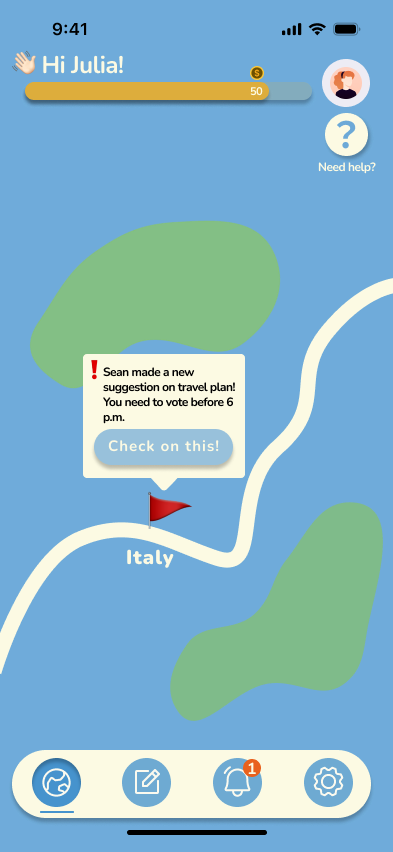 9:41
Hi Julia!
$
50
?
Need help?
! Sean made a new
suggestion on travel plan!
You need to vote before 6
p.m.
Check on this!
Italy
1